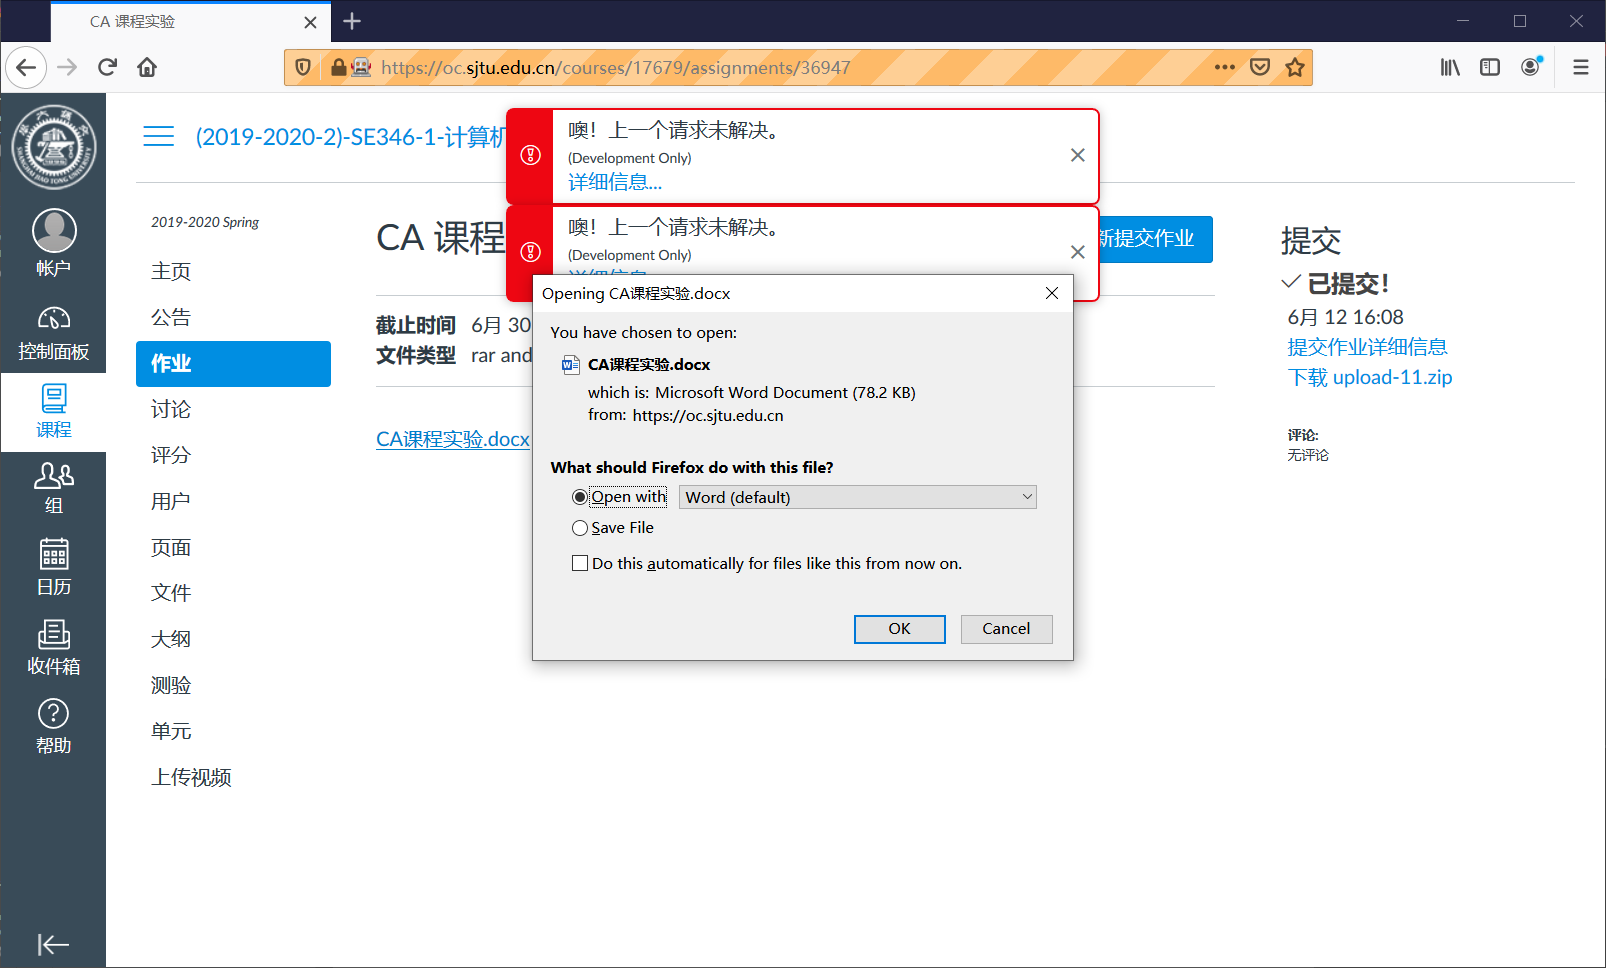 CA 课程实验
https://oc.sjtu.edu.cn/courses/17679/assignments/36947
SHANGHAI JIAO TONG UNIVERSITY
帐户
控制面板
课程
组
日历
收件箱
帮助
(2019-2020-2)-SE346-1-计算机
2019-2020 Spring
主页
公告
作业
讨论
评分
用户
页面
文件
大纲
测验
单元
上传视频
噢！上一个请求未解决。
(Development Only)
详细信息...
噢！上一个请求未解决。
(Development Only)
详细信息
CA 课程
新提交作业
截止时间 6月 30
文件类型 rar and
CA课程实验.docx
Opening CA课程实验.docx
You have chosen to open:
CA课程实验.docx
which is: Microsoft Word Document (78.2 KB)
from: https://oc.sjtu.edu.cn
What should Firefox do with this file?
Open with Word (default)
Save File
Do this automatically for files like this from now on.
OK Cancel
提交
已提交！
6月 12 16:08
提交作业详细信息
下载 upload-11.zip
评论:
无评论